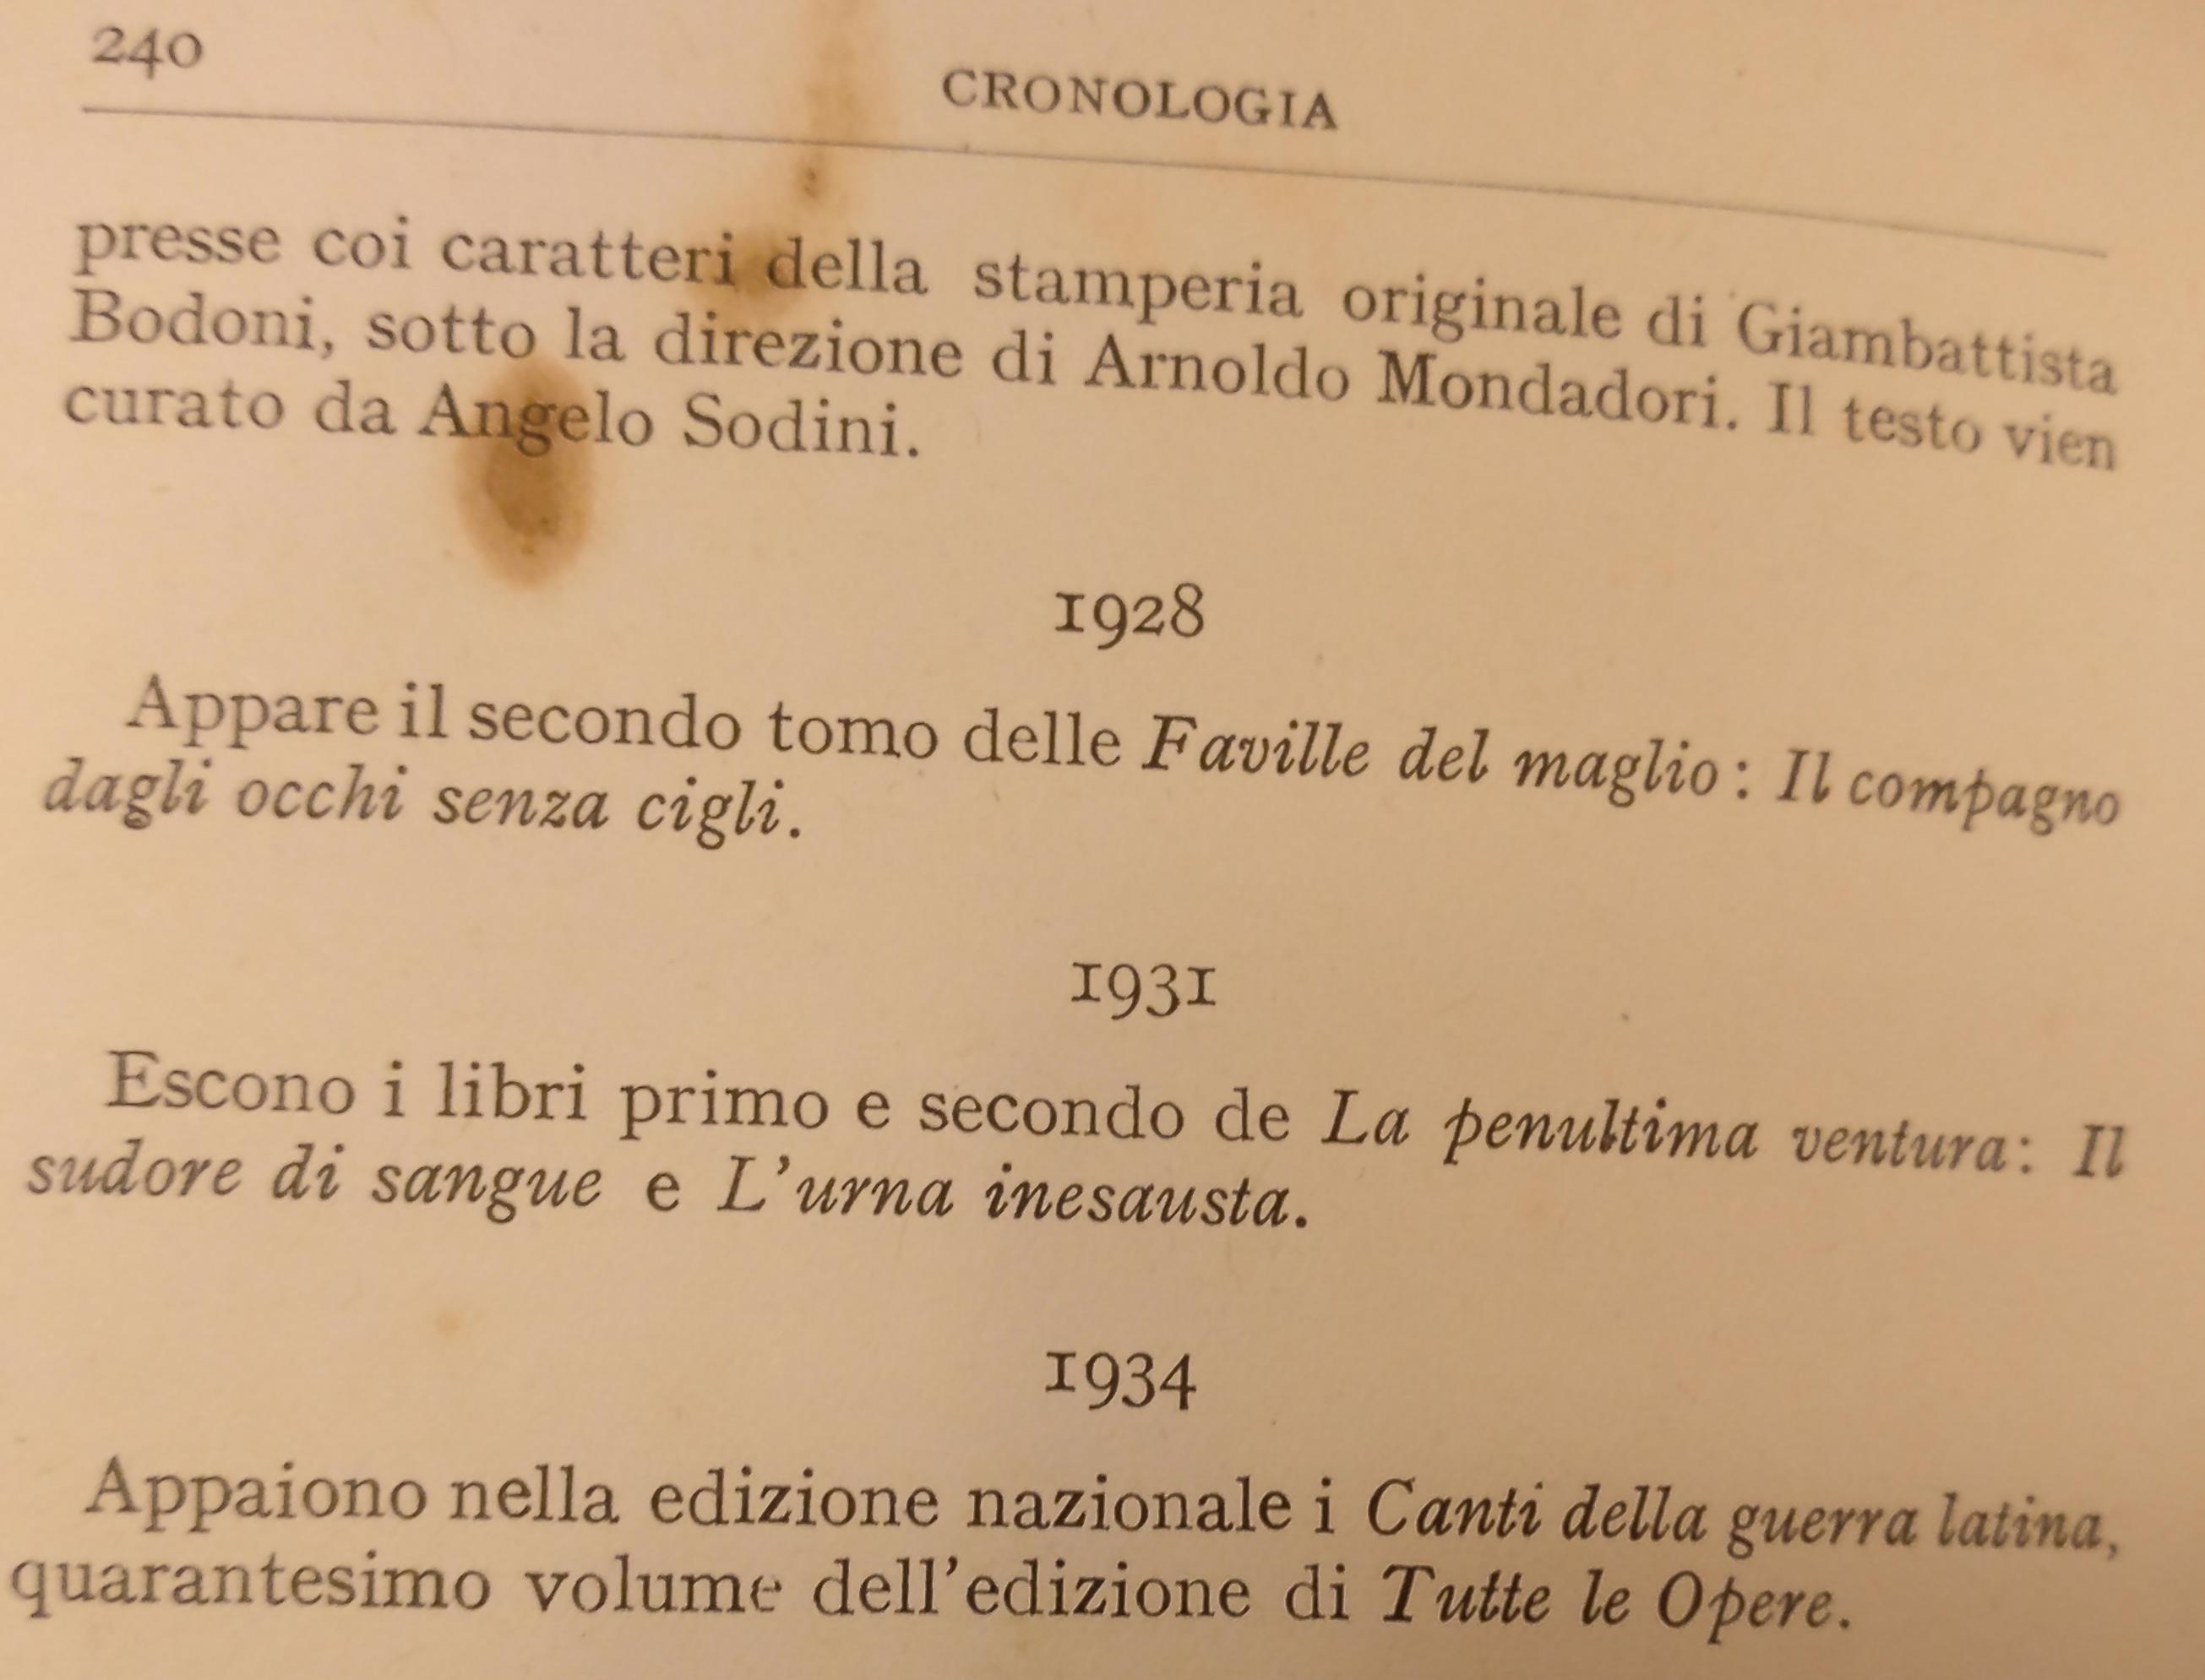 240
CRONOLOGIA
presse coi caratteri della stamperia originale di Giambattista
Bodoni, sotto la direzione di Arnoldo Mondadori. Il testo vien
curato da Angelo Sodini.
1928
Appare il secondo tomo delle Faville del maglio: Il compagno
dagli occhi senza cigli.
1931
Escono i libri primo e secondo de La penultima ventura: Il
sudore di sangue e L'urna inesausta.
1934
Appaiono nella edizione nazionale i Canti della guerra latina,
quarantesimo volume dell'edizione di Tutte le Opere.